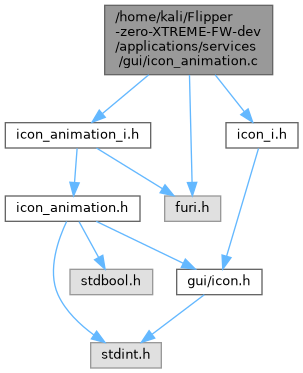 /home/kali/Flipper
-zero-XTREME-FW-dev
/applications/services
/gui/icon_animation.c
icon_animation_i.h
icon_i.h
icon_animation.h
furi.h
stdbool.h
gui/icon.h
stdint.h